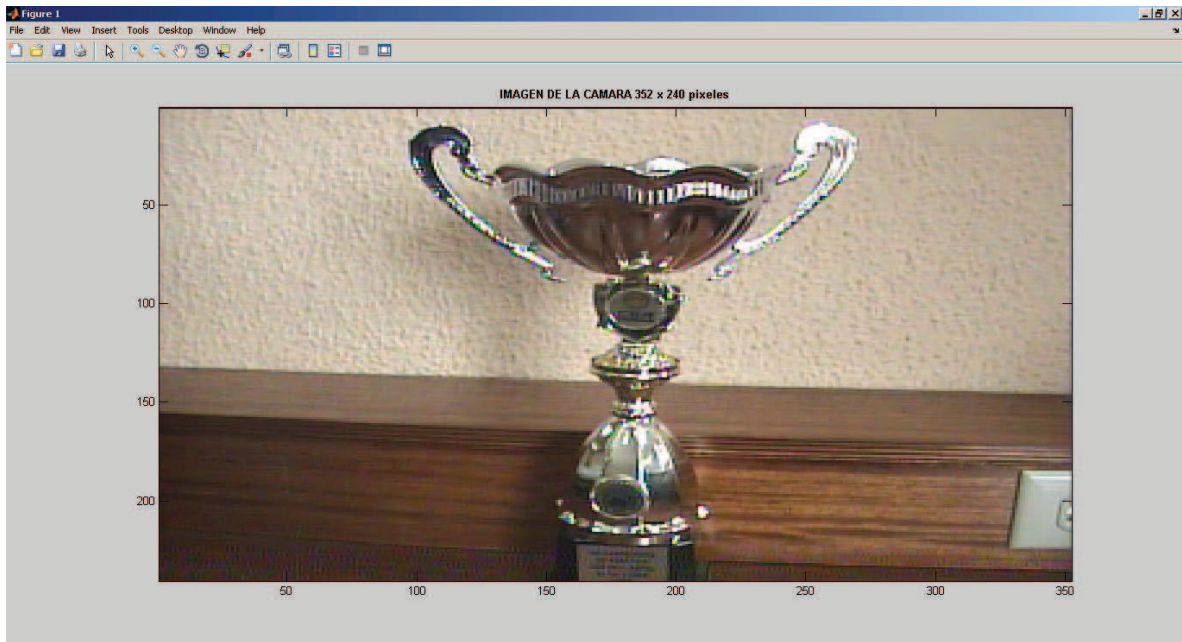 Figure 1
File Edit View Insert Tools Desktop Window Help
IMAGEN DE LA CAMARA 352 x 240 pixeles
50
100
150
200
50 100 150 200 250 300 350